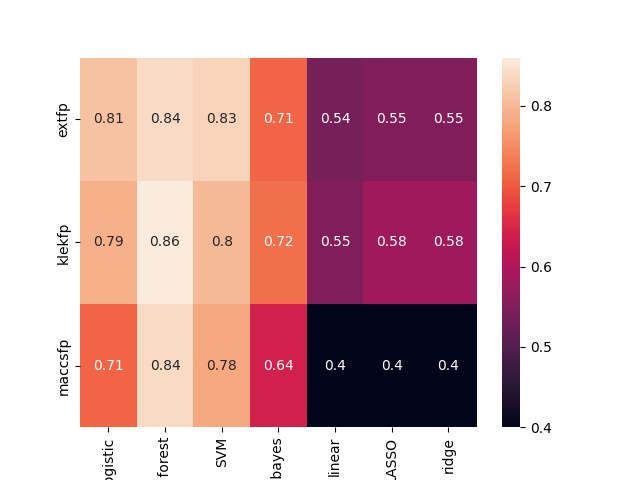 extfp 0.81 0.84 0.83 0.71 0.54 0.55 0.55
klekfp 0.79 0.86 0.8 0.72 0.55 0.58 0.58
maccsfp 0.71 0.84 0.78 0.64 0.4 0.4 0.4
ogistic forest SVM bayes linear ASSO ridge
0.8
0.7
0.6
0.5
0.4